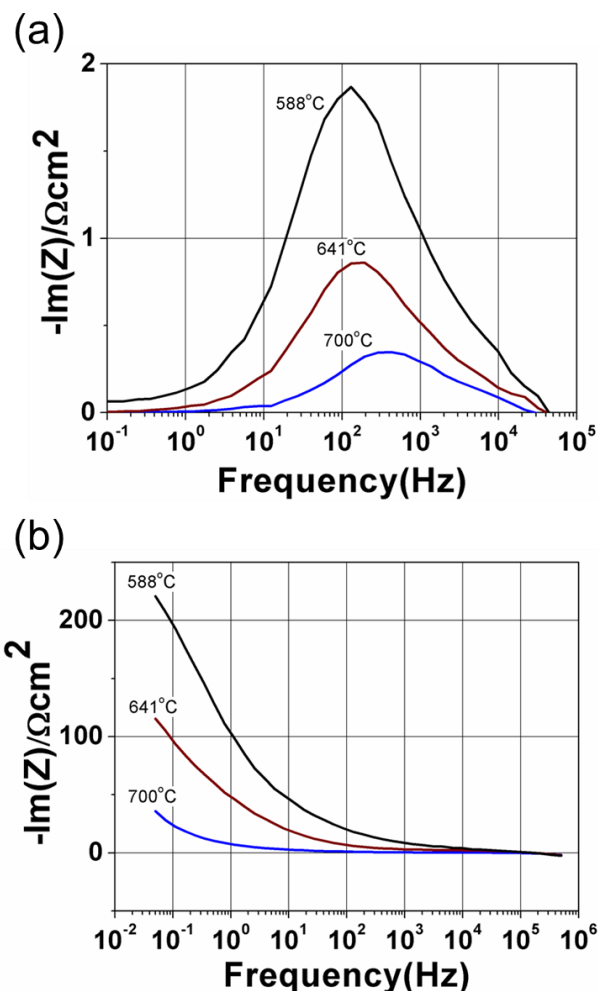 (a)
-Im(Z)/Ωcm²
2
1
0
588°C
641°C
700°C
10⁻¹ 10⁰ 10¹ 10² 10³ 10⁴ 10⁵
Frequency(Hz)
(b)
-Im(Z)/Ωcm²
200
100
0
588°C
641°C
700°C
10⁻² 10⁻¹ 10⁰ 10¹ 10² 10³ 10⁴ 10⁵ 10⁶
Frequency(Hz)